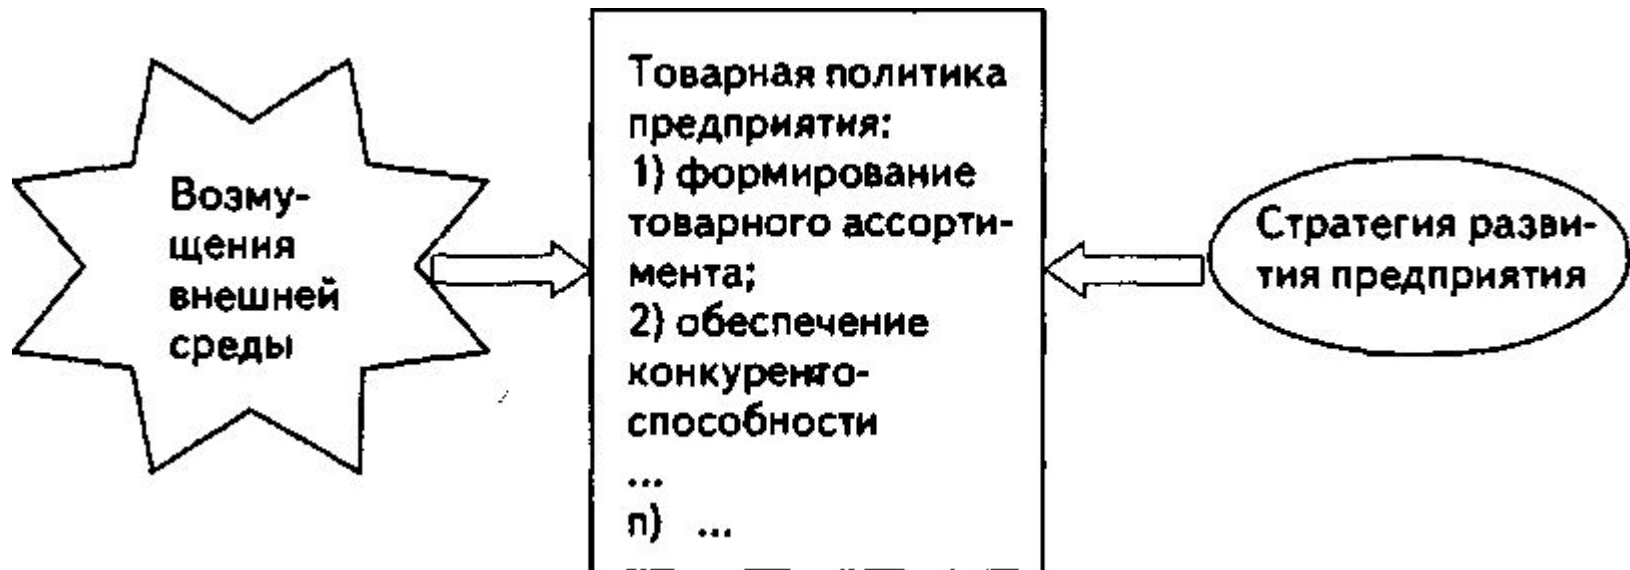 Возму-
щения
внешней
среды
Товарная политика
предприятия:
1) формирование
товарного ассорти-
мента;
2) обеспечение
конкуренто-
способности
...
n) ...
Стратегия разви-
тия предприятия